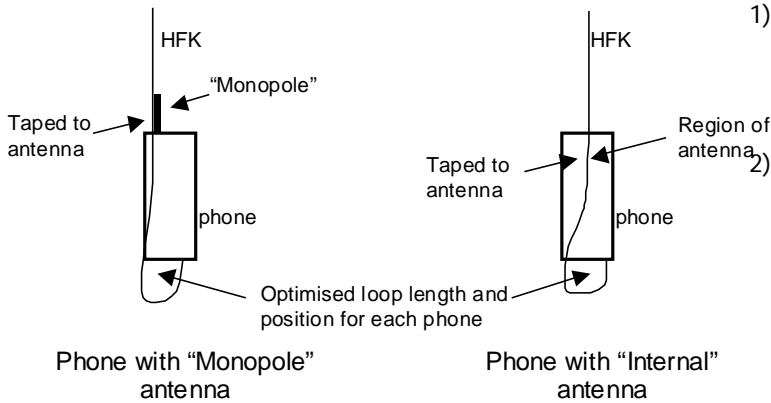 1)
HFK
HFK
“Monopole”
Taped to
antenna
Region of
antenna
2)
Taped to
antenna
phone
phone
Optimised loop length and
position for each phone
Phone with “Monopole”
antenna
Phone with “Internal”
antenna